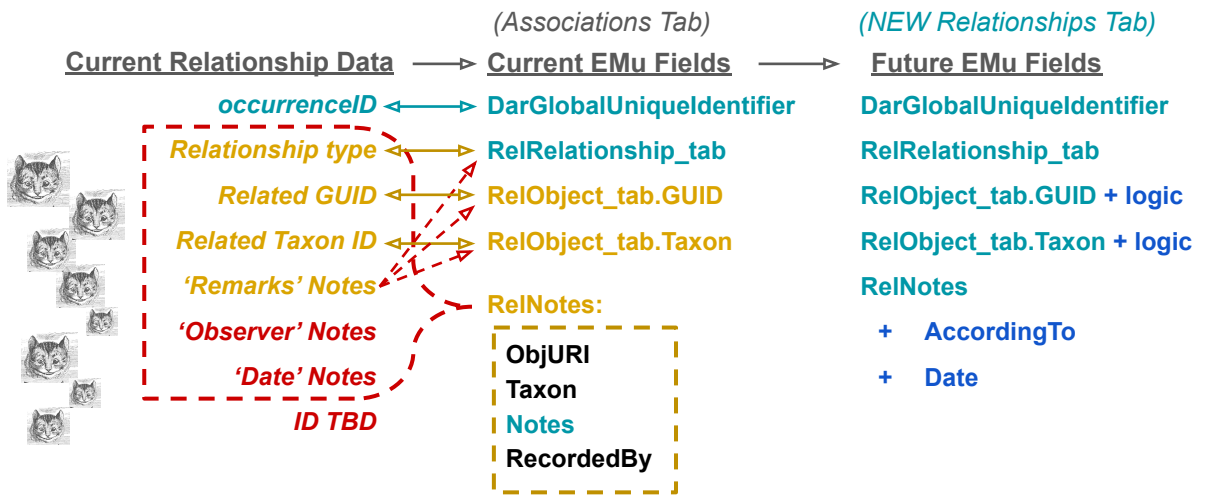 (Associations Tab)
(NEW Relationships Tab)
Current Relationship Data
Current EMu Fields
Future EMu Fields
occurrenceID
DarGlobalUniqueIdentifier
DarGlobalUniqueIdentifier
Relationship type
RelRelationship_tab
RelRelationship_tab
Related GUID
RelObject_tab.GUID
RelObject_tab.GUID + logic
Related Taxon ID
RelObject_tab.Taxon
RelObject_tab.Taxon + logic
‘Remarks’ Notes
RelNotes
RelNotes:
‘Observer’ Notes
+ AccordingTo
ObjURI
Taxon
‘Date’ Notes
+ Date
Notes
ID TBD
RecordedBy